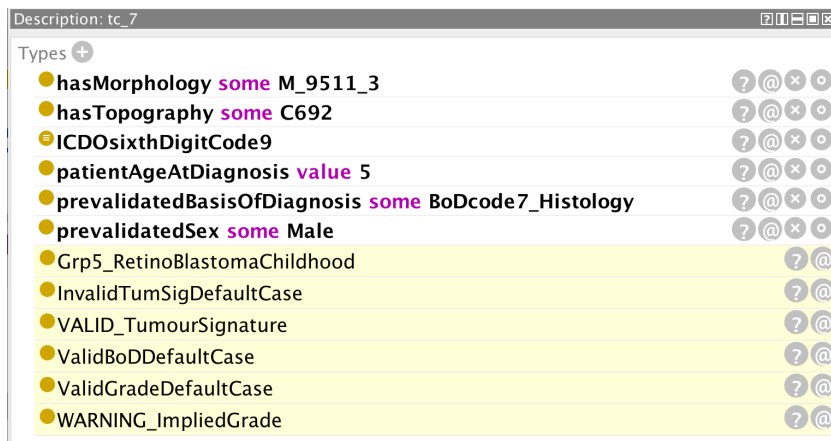 Description: tc_7
Types
hasMorphology some M_9511_3
hasTopography some C692
ICDOsixthDigitCode9
patientAgeAtDiagnosis value 5
prevalidatedBasisOfDiagnosis some BoDcode7_Histology
prevalidatedSex some Male
Grp5_RetinoBlastomaChildhood
InvalidTumSigDefaultCase
VALID_TumourSignature
ValidBoDDefaultCase
ValidGradeDefaultCase
WARNING_ImpliedGrade